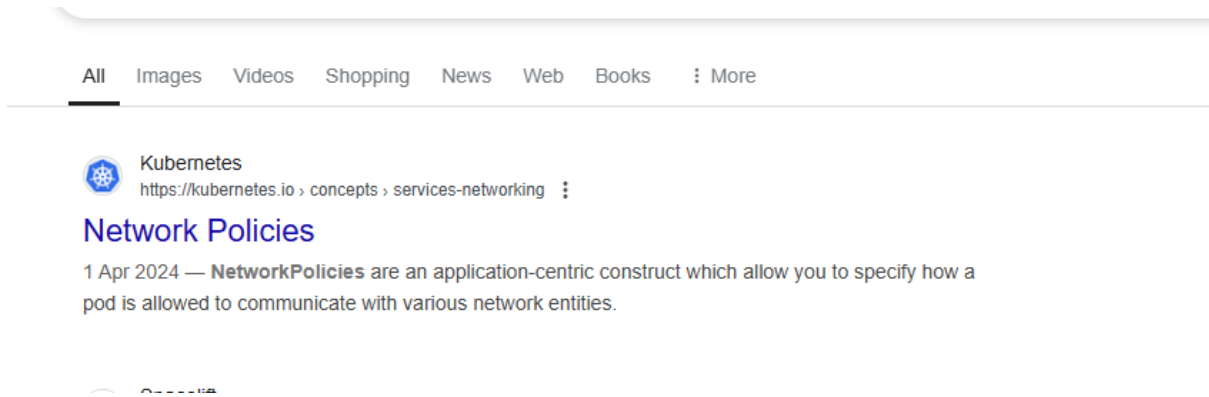 All Images Videos Shopping News Web Books ⋮ More
Kubernetes
https://kubernetes.io › concepts › services-networking ⋮
Network Policies
1 Apr 2024 — NetworkPolicies are an application-centric construct which allow you to specify how a
pod is allowed to communicate with various network entities.